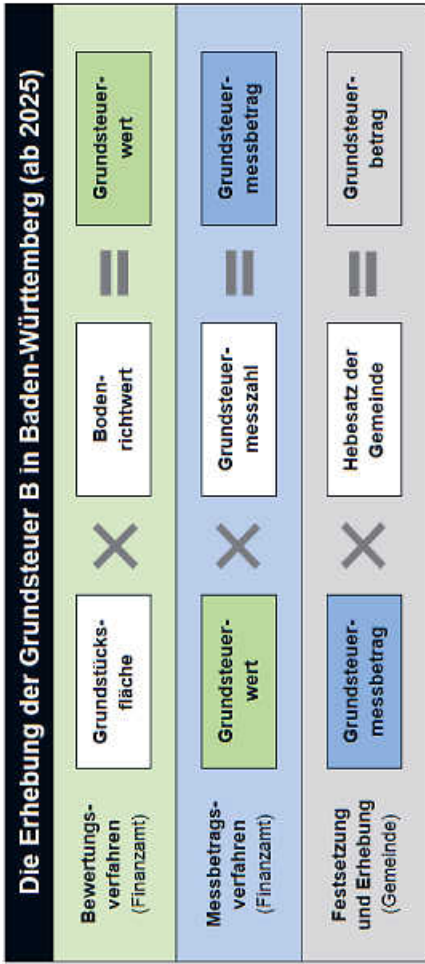 Die Erhebung der Grundsteuer B in Baden-Württemberg (ab 2025)
Bewertungs-
verfahren
(Finanzamt)
Grundstücks-
fläche
×
Boden-
richtwert
=
Grundsteuer-
wert
Messbetrags-
verfahren
(Finanzamt)
Grundsteuer-
wert
×
Grundsteuer-
messzahl
=
Grundsteuer-
messbetrag
Festsetzung
und Erhebung
(Gemeinde)
Grundsteuer-
messbetrag
×
Hebesatz der
Gemeinde
=
Grundsteuer-
betrag